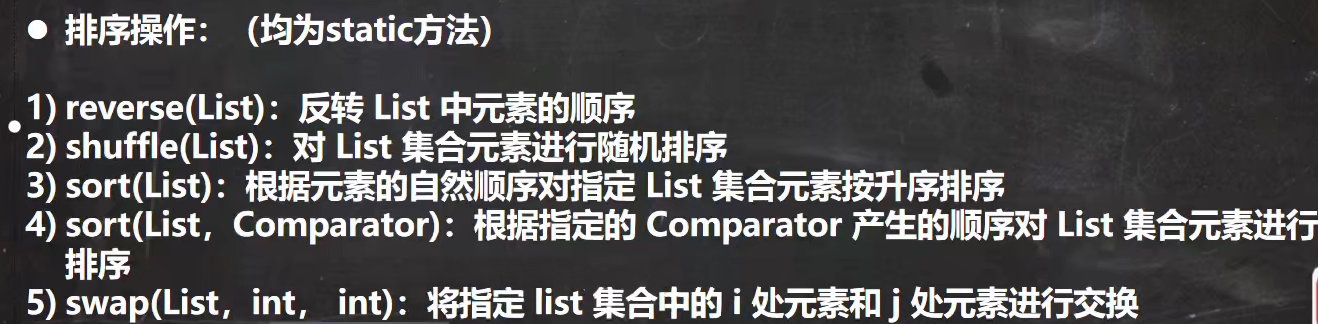 ● 排序操作：（均为static方法）
1) reverse(List)：反转 List 中元素的顺序
2) shuffle(List)：对 List 集合元素进行随机排序
3) sort(List)：根据元素的自然顺序对指定 List 集合元素按升序排序
4) sort(List，Comparator)：根据指定的 Comparator 产生的顺序对 List 集合元素进行
排序
5) swap(List，int， int)：将指定 list 集合中的 i 处元素和 j 处元素进行交换